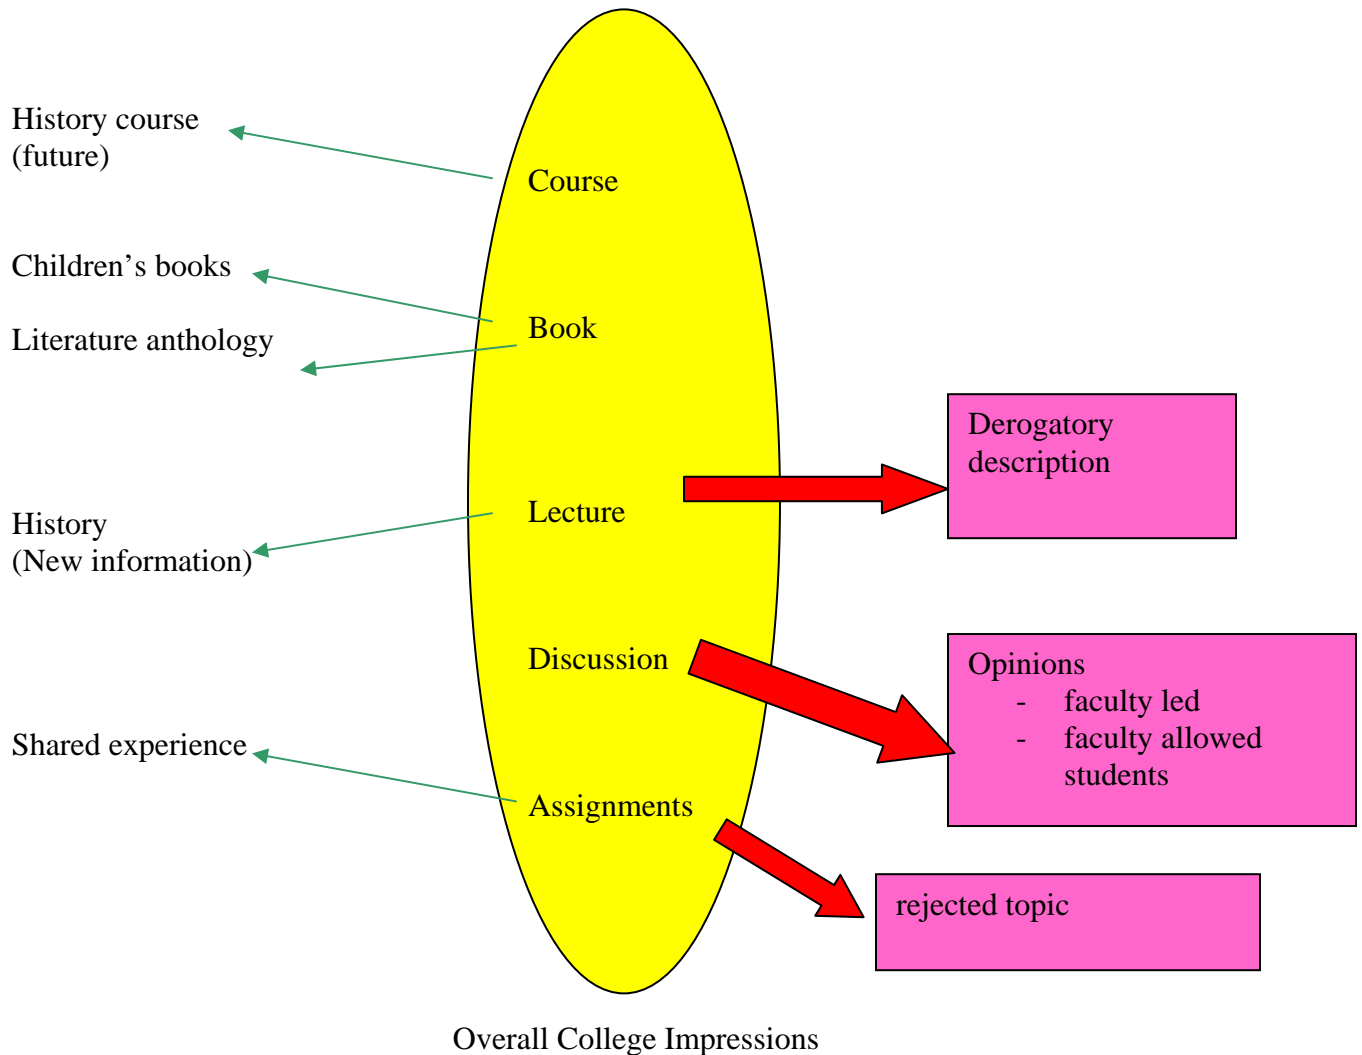 History course
(future)
Course
Children’s books
Book
Literature anthology
Derogatory
description
Lecture
History
(New information)
Discussion
Opinions
- faculty led
- faculty allowed
students
Shared experience
Assignments
rejected topic
Overall College Impressions